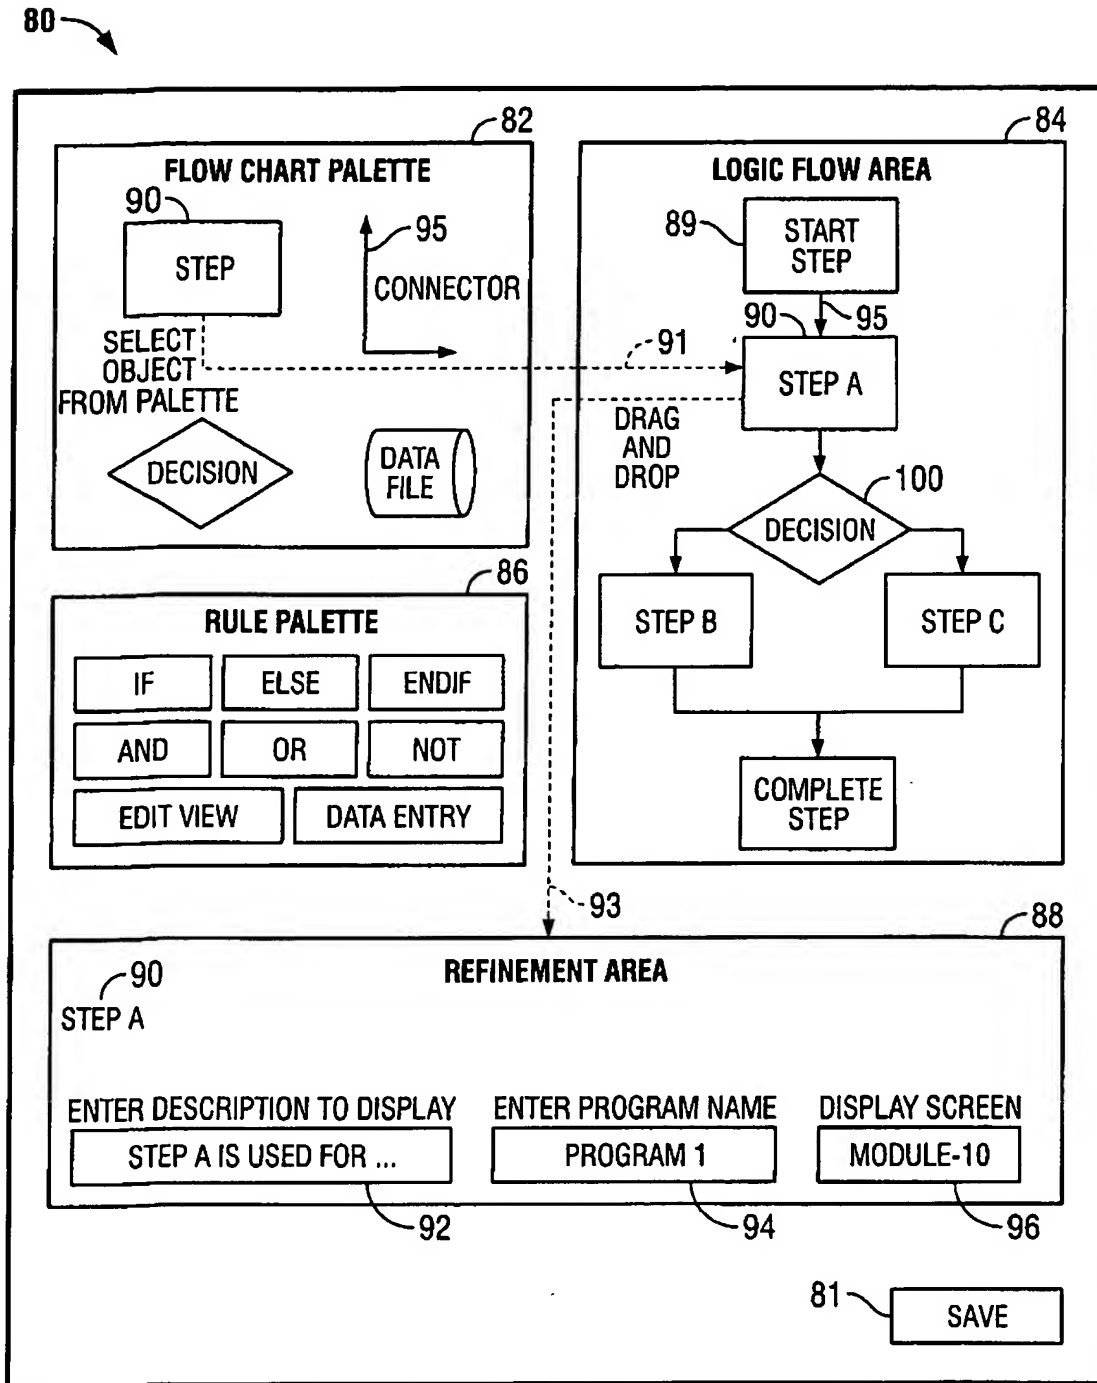 80
82
FLOW CHART PALETTE
90
STEP
95
CONNECTOR
SELECT
OBJECT
FROM PALETTE
DECISION
DATA
FILE
84
LOGIC FLOW AREA
89
START
STEP
95
90
91
STEP A
DRAG
AND
DROP
100
DECISION
STEP B
STEP C
COMPLETE
STEP
86
RULE PALETTE
IF
ELSE
ENDIF
AND
OR
NOT
EDIT VIEW
DATA ENTRY
93
88
REFINEMENT AREA
90
STEP A
ENTER DESCRIPTION TO DISPLAY
STEP A IS USED FOR ...
92
ENTER PROGRAM NAME
PROGRAM 1
94
DISPLAY SCREEN
MODULE-10
96
81
SAVE